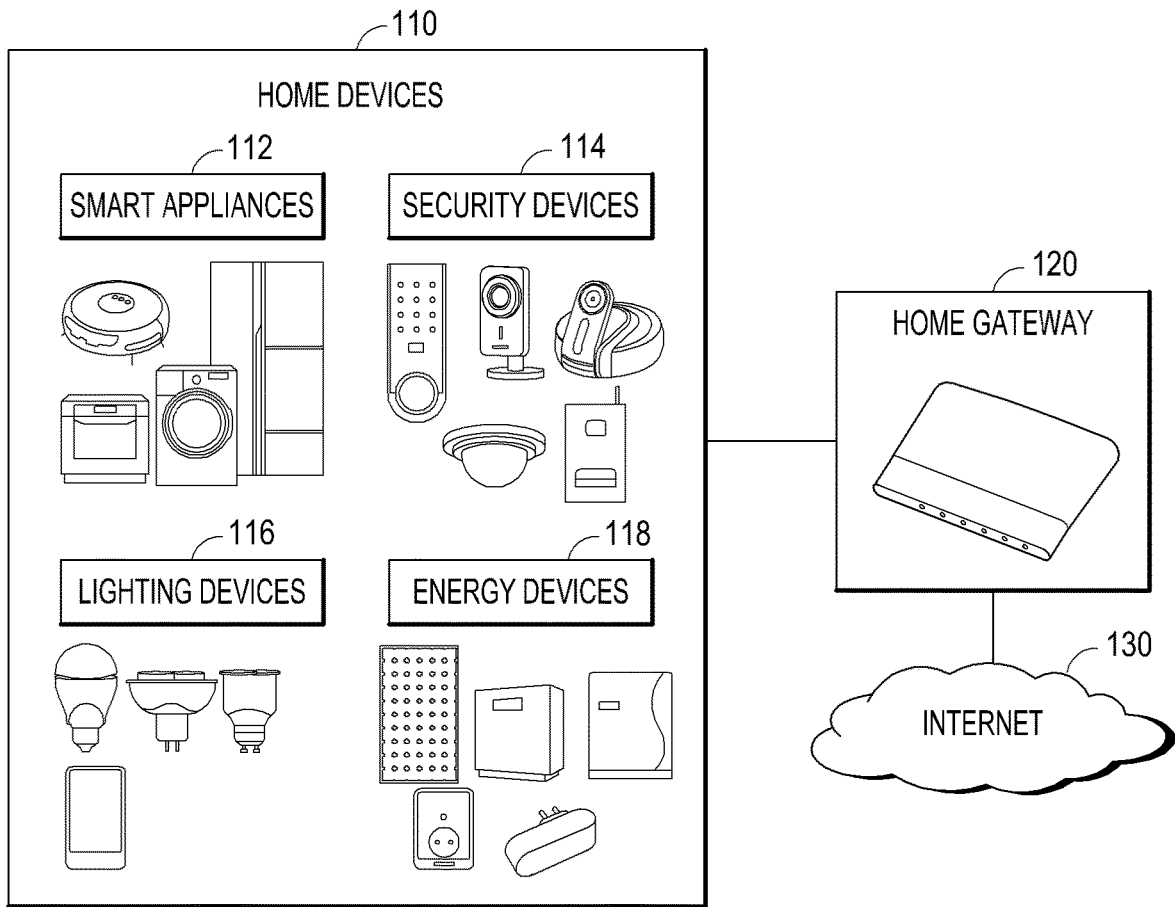 110
HOME DEVICES
112
114
SMART APPLIANCES
SECURITY DEVICES
120
HOME GATEWAY
116
118
LIGHTING DEVICES
ENERGY DEVICES
130
INTERNET